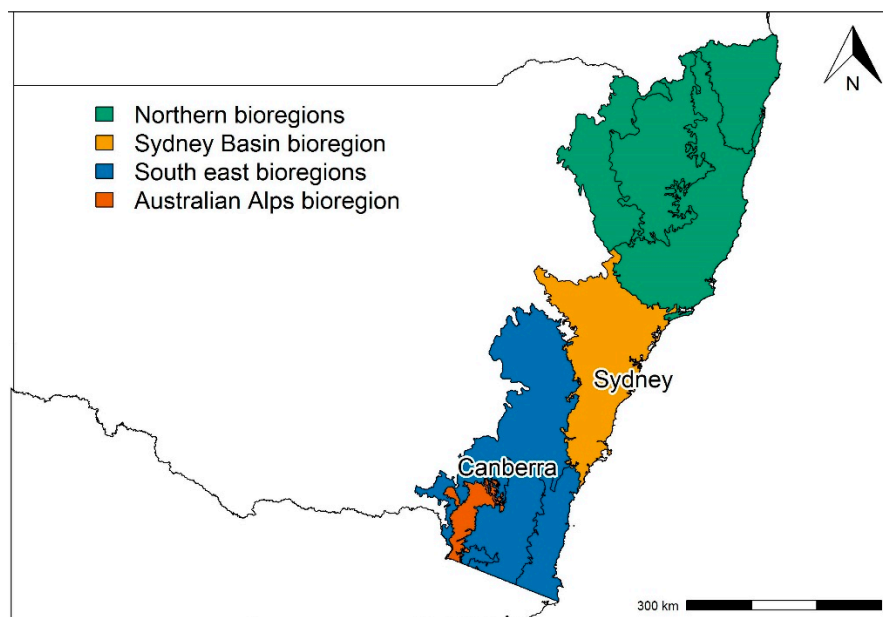 N
Northern bioregions
Sydney Basin bioregion
South east bioregions
Australian Alps bioregion
Sydney
Canberra
300 km